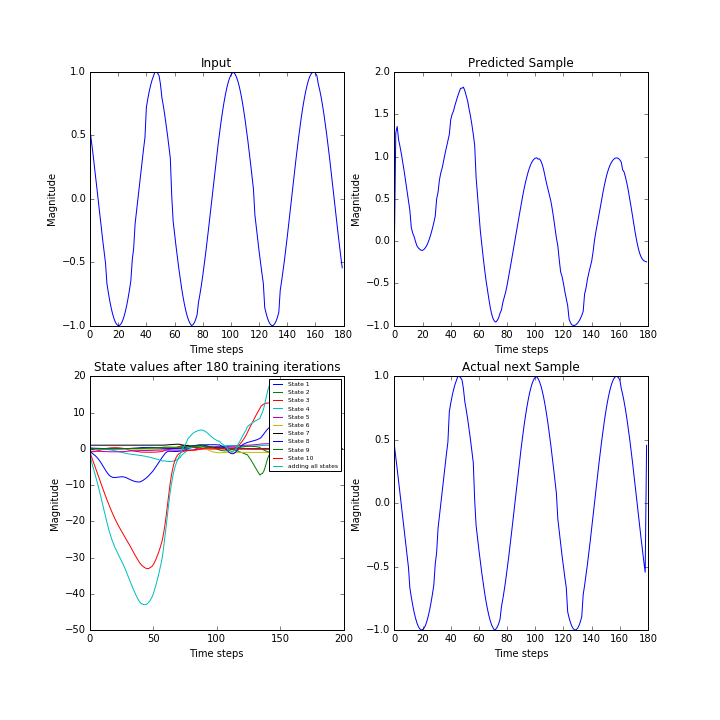 Input
Magnitude
1.0
0.5
0.0
−0.5
−1.0
0 20 40 60 80 100 120 140 160 180
Time steps
Predicted Sample
Magnitude
2.0
1.5
1.0
0.5
0.0
−0.5
−1.0
0 20 40 60 80 100 120 140 160 180
Time steps
State values after 180 training iterations
Magnitude
20
10
0
−10
−20
−30
−40
−50
0 50 100 150 200
Time steps
State 1
State 2
State 3
State 4
State 5
State 6
State 7
State 8
State 9
State 10
adding all states
Actual next Sample
Magnitude
1.0
0.5
0.0
−0.5
−1.0
0 20 40 60 80 100 120 140 160 180
Time steps